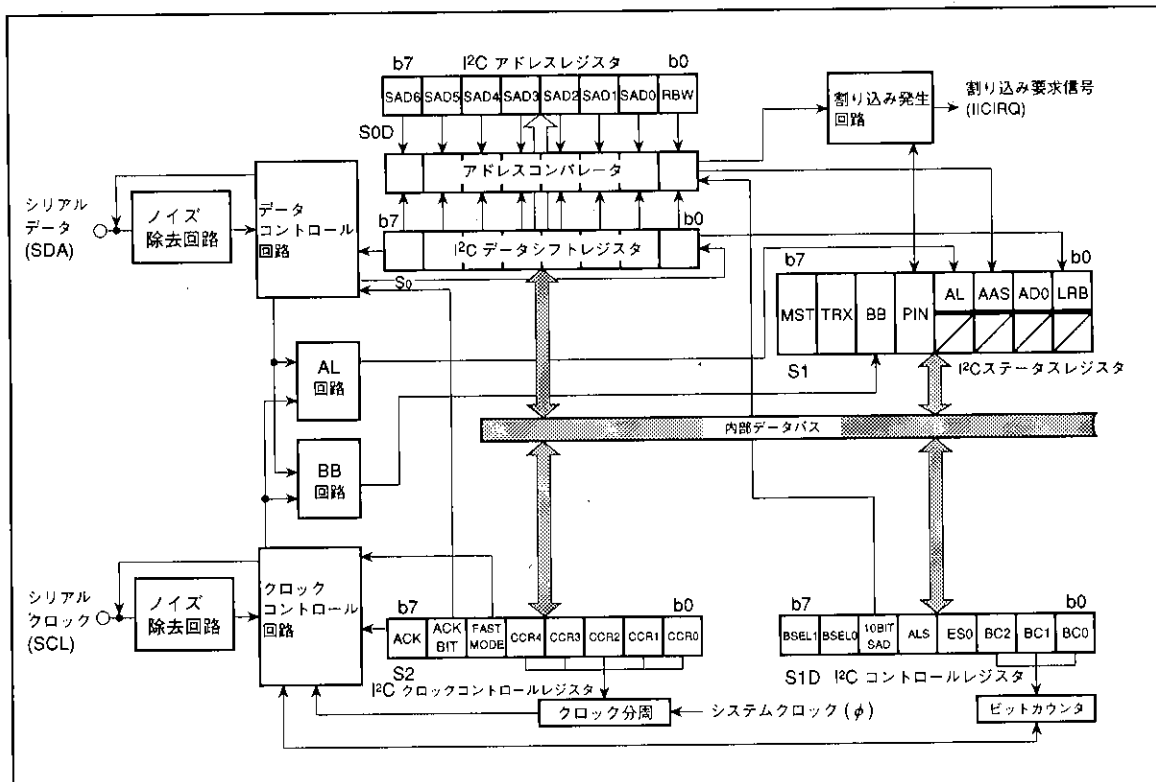 b7 I²C アドレスレジスタ b0
SAD6 SAD5 SAD4 SAD3 SAD2 SAD1 SAD0 RBW
S0D
アドレスコンパレータ
割り込み発生
回路
割り込み要求信号
(IICIRQ)
シリアル
データ
(SDA)
ノイズ
除去回路
データ
コントロール
回路
b7 b0
I²C データシフトレジスタ
S0
b7 b0
MST TRX BB PIN AL AAS AD0 LRB
S1
I²Cステータスレジスタ
AL
回路
内部データバス
BB
回路
シリアル
クロック
(SCL)
ノイズ
除去回路
クロック
コントロール
回路
b7 b0
ACK ACK BIT FAST MODE CCR4 CCR3 CCR2 CCR1 CCR0
S2
I²C クロックコントロールレジスタ
クロック分周
システムクロック(φ)
b7 b0
BSEL1 BSEL0 10BIT SAD ALS ES0 BC2 BC1 BC0
S1D I²C コントロールレジスタ
ビットカウンタ